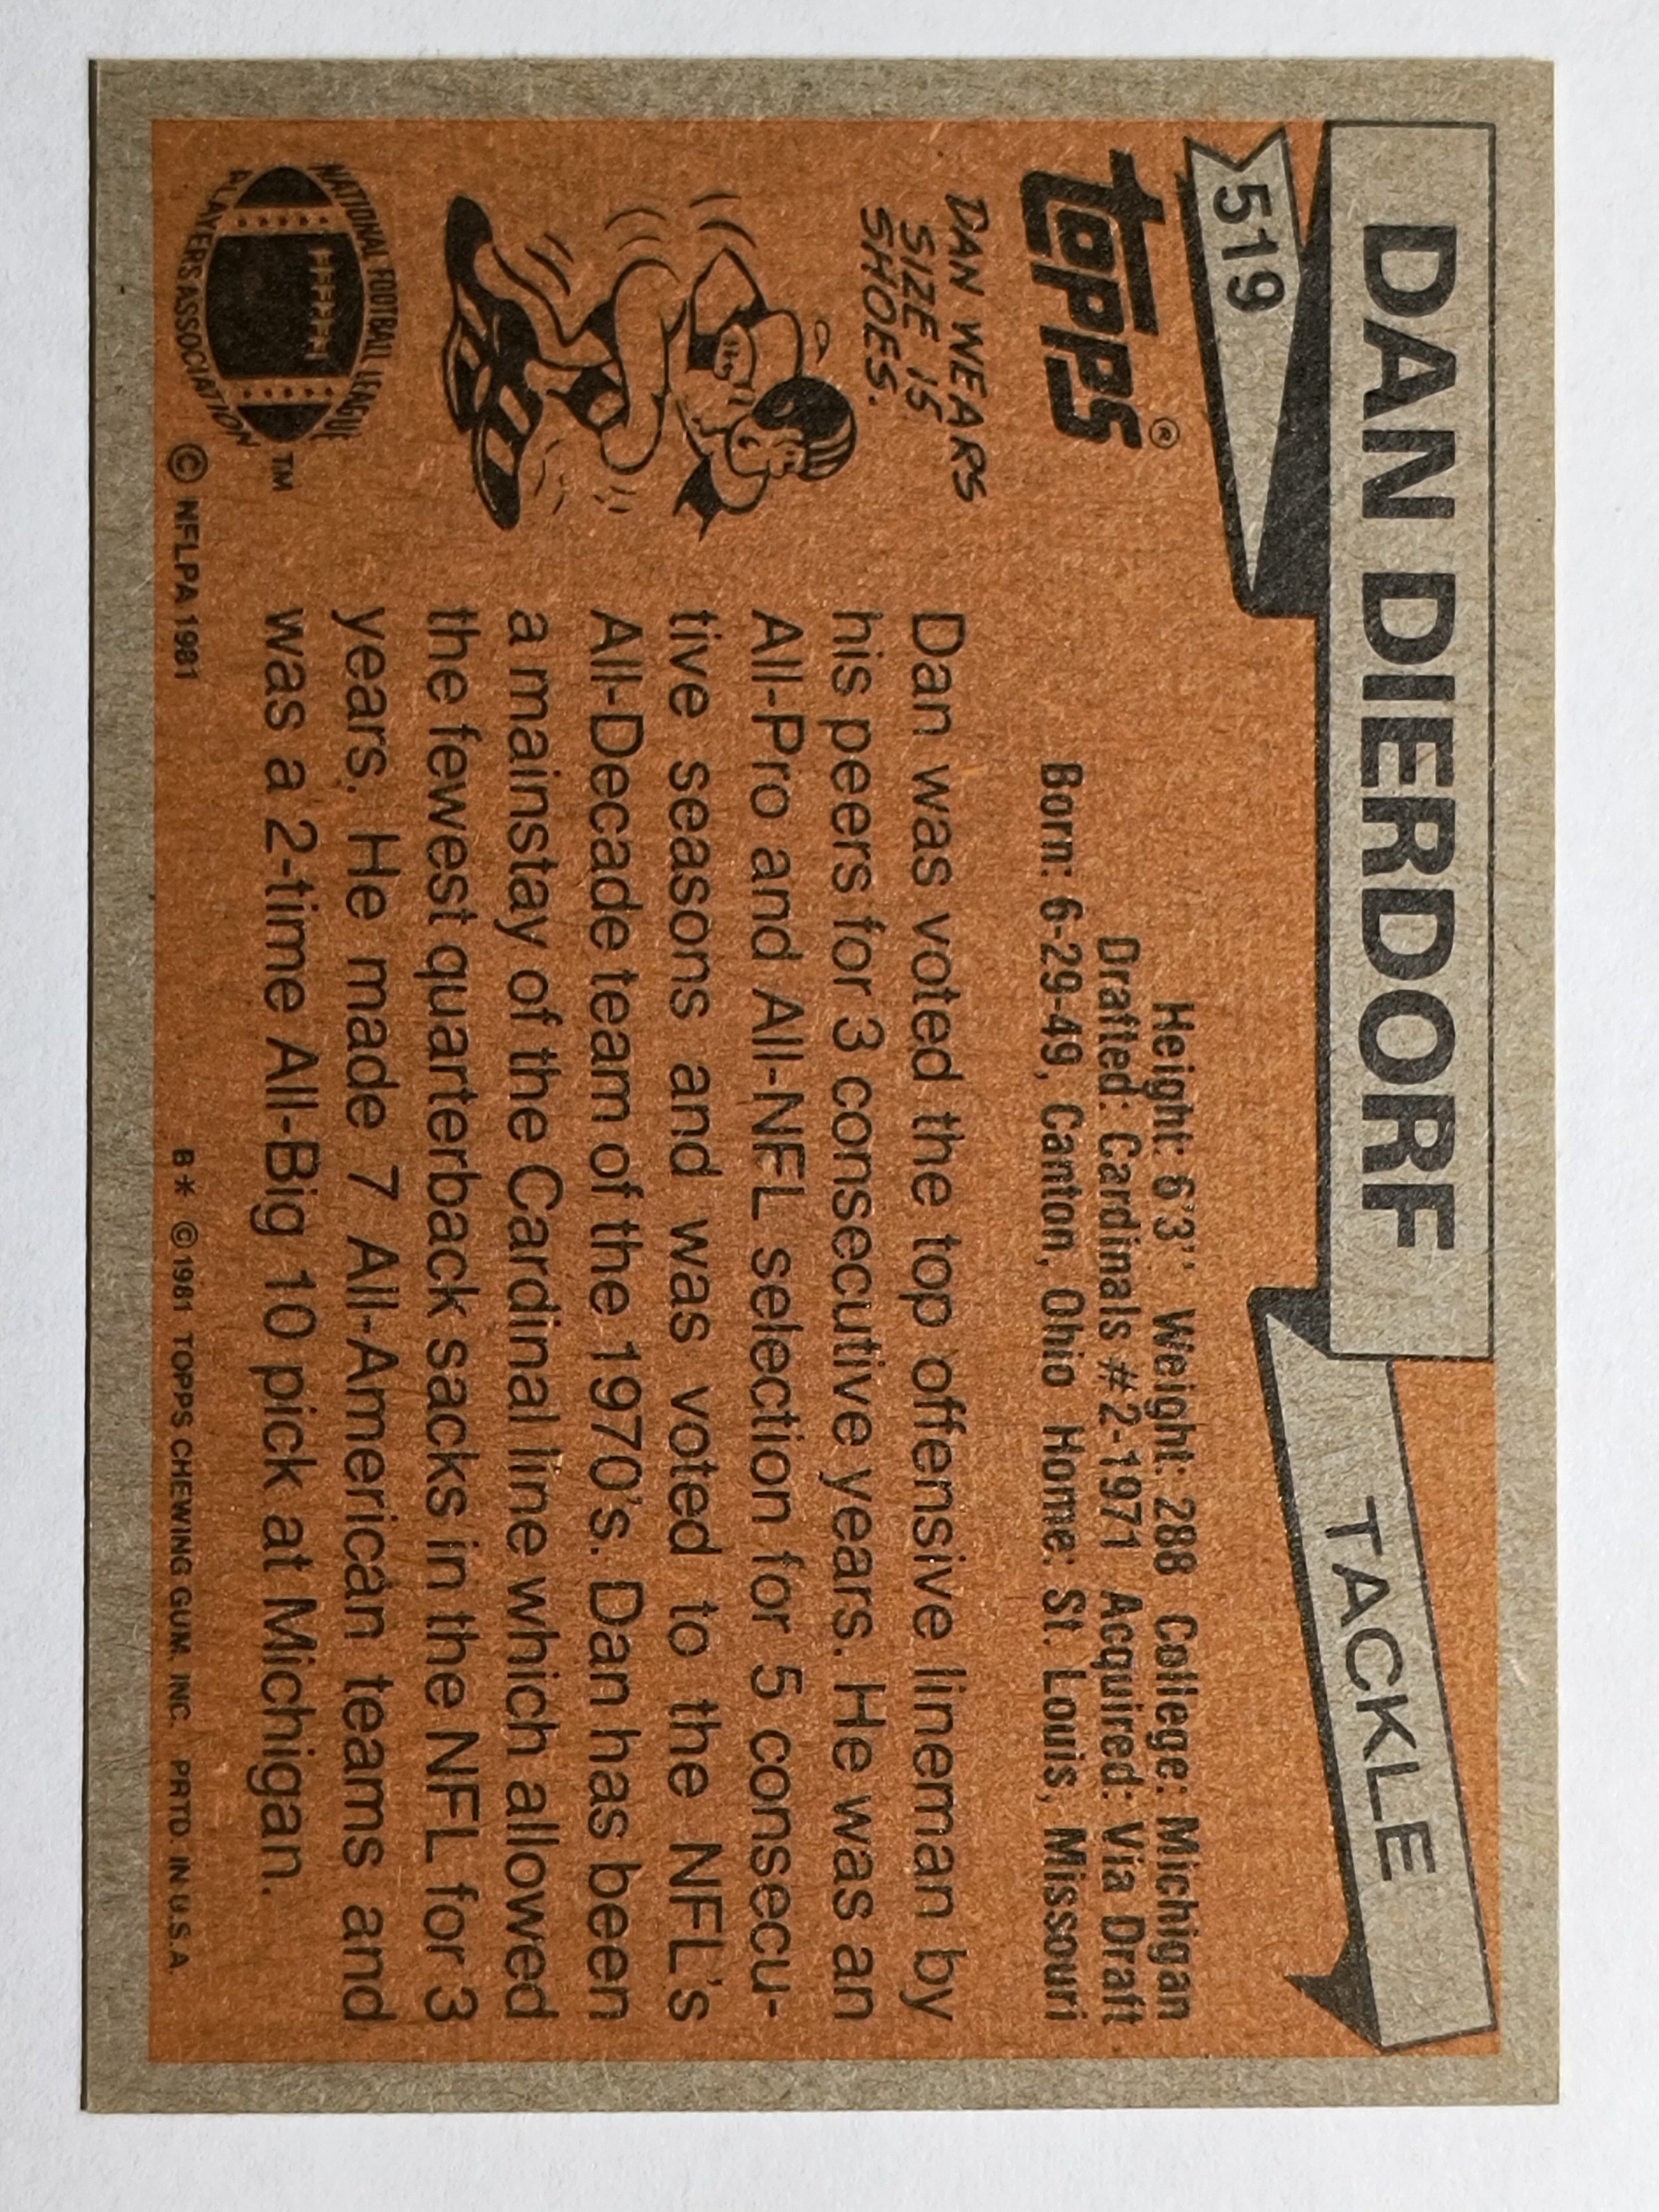 DAN DIERDORF
TACKLE
519
topps®
Height: 6'3" Weight: 288 College: Michigan
Drafted: Cardinals #2-1971 Acquired: Via Draft
Born: 6-29-49, Canton, Ohio Home: St. Louis, Missouri
DAN WEARS
SIZE 15
SHOES.
Dan was voted the top offensive lineman by
his peers for 3 consecutive years. He was an
All-Pro and All-NFL selection for 5 consecu-
tive seasons and was voted to the NFL's
All-Decade team of the 1970's. Dan has been
a mainstay of the Cardinal line which allowed
the fewest quarterback sacks in the NFL for 3
years. He made 7 All-American teams and
was a 2-time All-Big 10 pick at Michigan.
NATIONAL FOOTBALL LEAGUE
PLAYERS ASSOCIATION
TM
© NFLPA 1981
B* ©1981 TOPPS CHEWING GUM, INC. PRTD. IN U.S.A.